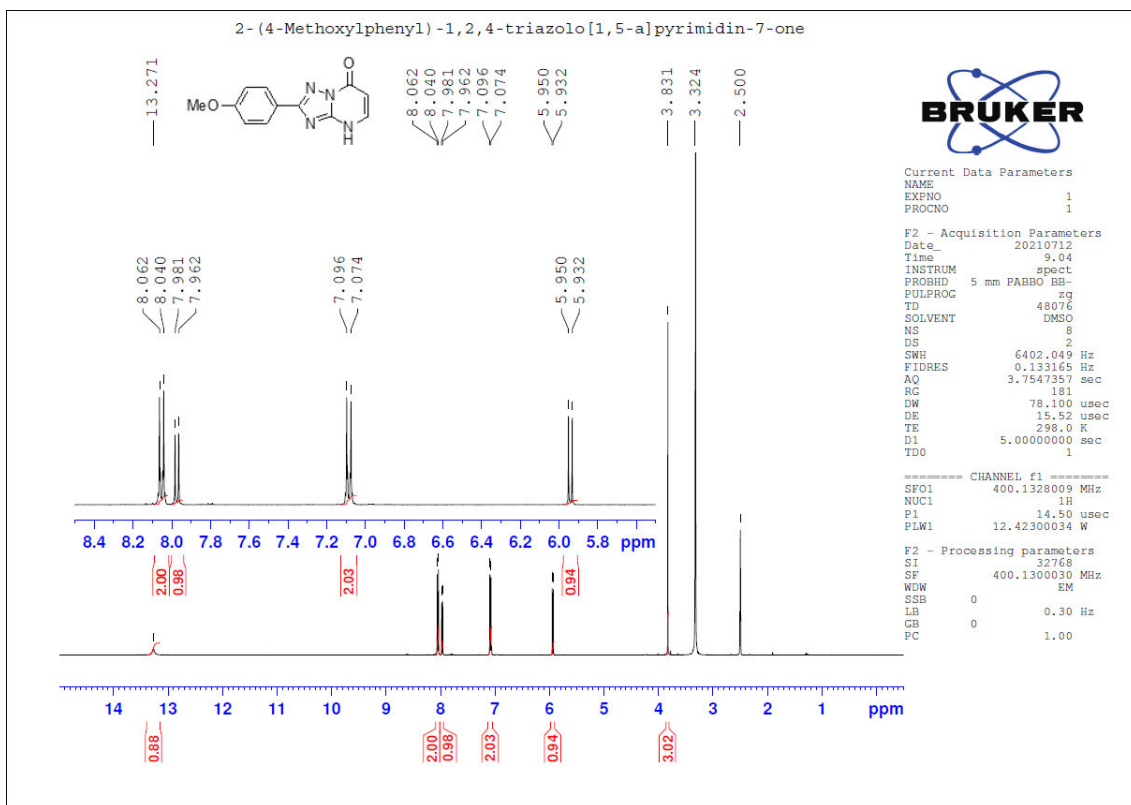 2-(4-Methoxylphenyl)-1,2,4-triazolo[1,5-a]pyrimidin-7-one
13.271
8.062
8.040
7.981
7.962
7.096
7.074
5.950
5.932
3.831
3.324
2.500
MeO
N
N
N
N
H
O
BRUKER
Current Data Parameters
NAME
EXPNO 1
PROCNO 1
F2 - Acquisition Parameters
Date_ 20210712
Time 9.04
INSTRUM spect
PROBHD 5 mm PABBO BB-
PULPROG zg
TD 48076
SOLVENT DMSO
NS 8
DS 2
SWH 6402.049 Hz
FIDRES 0.133165 Hz
AQ 3.7547357 sec
RG 181
DW 78.100 usec
DE 15.52 usec
TE 298.0 K
D1 5.00000000 sec
TD0 1
======== CHANNEL f1 ========
SFO1 400.1328009 MHz
NUC1 1H
P1 14.50 usec
PLW1 12.42300034 W
F2 - Processing parameters
SI 32768
SF 400.1300030 MHz
WDW EM
SSB 0
LB 0.30 Hz
GB 0
PC 1.00
8.062
8.040
7.981
7.962
7.096
7.074
5.950
5.932
8.4 8.2 8.0 7.8 7.6 7.4 7.2 7.0 6.8 6.6 6.4 6.2 6.0 5.8 ppm
2.00 0.98 2.03 0.94
14 13 12 11 10 9 8 7 6 5 4 3 2 1 ppm
0.88 2.00 0.98 2.03 0.94 3.02